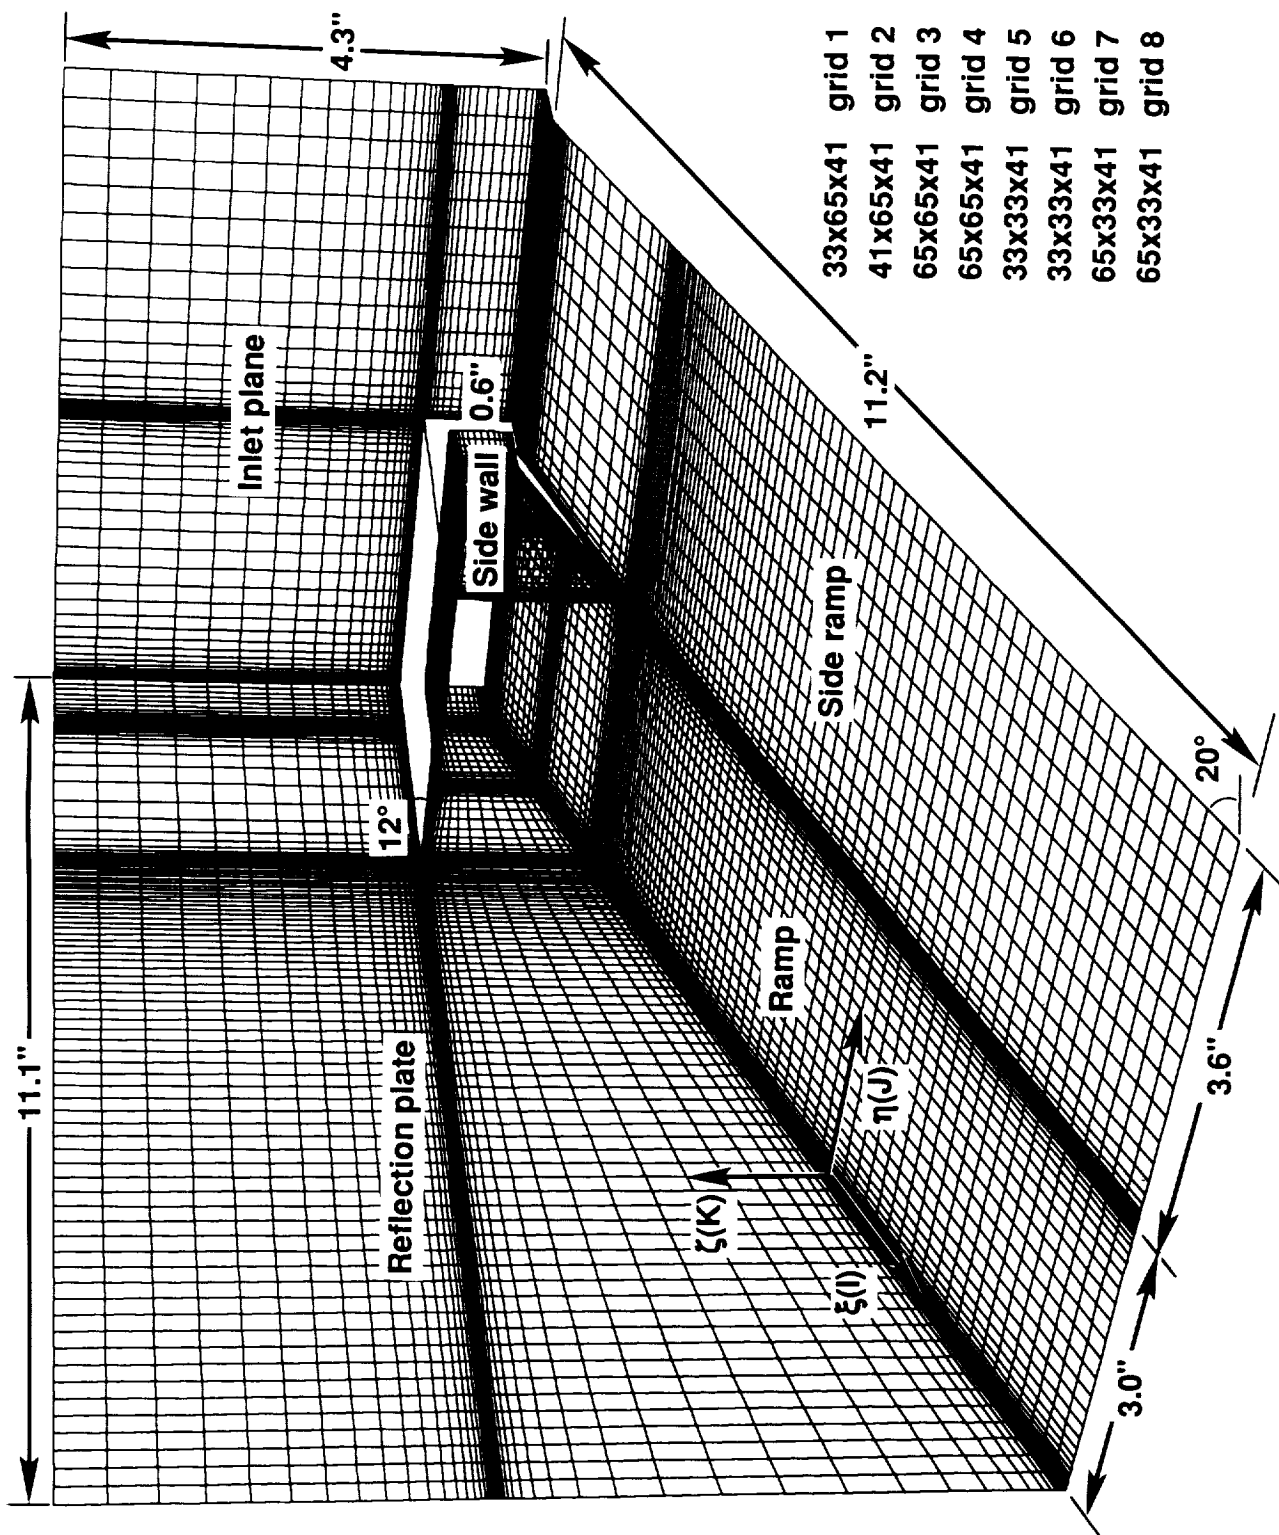 11.1"
4.3"
Inlet plane
12°
0.6"
Side wall
Reflection plate
Ramp
Side ramp
ζ(K)
ξ(I)
η(J)
11.2"
20°
3.6"
3.0"
33x65x41 grid 1
41x65x41 grid 2
65x65x41 grid 3
65x65x41 grid 4
33x33x41 grid 5
33x33x41 grid 6
65x33x41 grid 7
65x33x41 grid 8